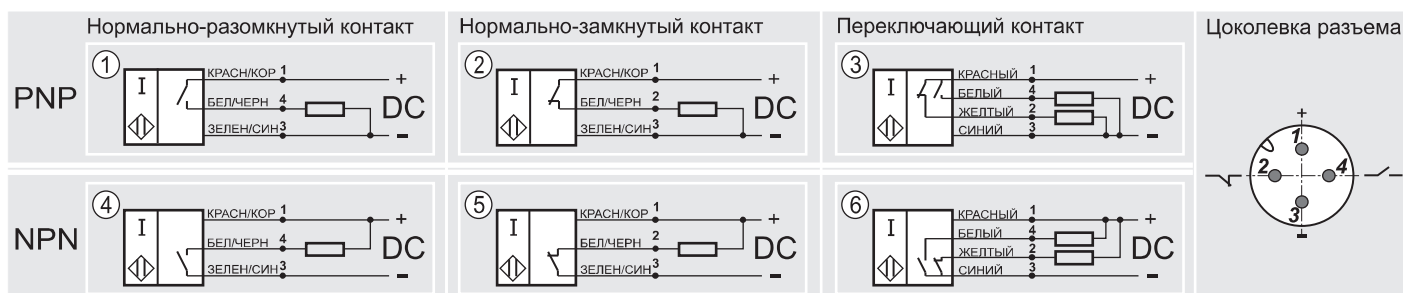 Нормально-разомкнутый контакт
Нормально-замкнутый контакт
Переключающий контакт
Цоколевка разъема
PNP
1
I
КРАСН/КОР 1
БЕЛ/ЧЕРН 4
ЗЕЛЕН/СИН 3
+
DC
-
2
I
КРАСН/КОР 1
БЕЛ/ЧЕРН 2
ЗЕЛЕН/СИН 3
+
DC
-
3
I
КРАСНЫЙ 1
БЕЛЫЙ 4
ЖЕЛТЫЙ 2
СИНИЙ 3
+
DC
-
NPN
4
I
КРАСН/КОР 1
БЕЛ/ЧЕРН 4
ЗЕЛЕН/СИН 3
+
DC
-
5
I
КРАСН/КОР 1
БЕЛ/ЧЕРН 2
ЗЕЛЕН/СИН 3
+
DC
-
6
I
КРАСНЫЙ 1
БЕЛЫЙ 4
ЖЕЛТЫЙ 2
СИНИЙ 3
+
DC
-
+
1
2
4
3
-